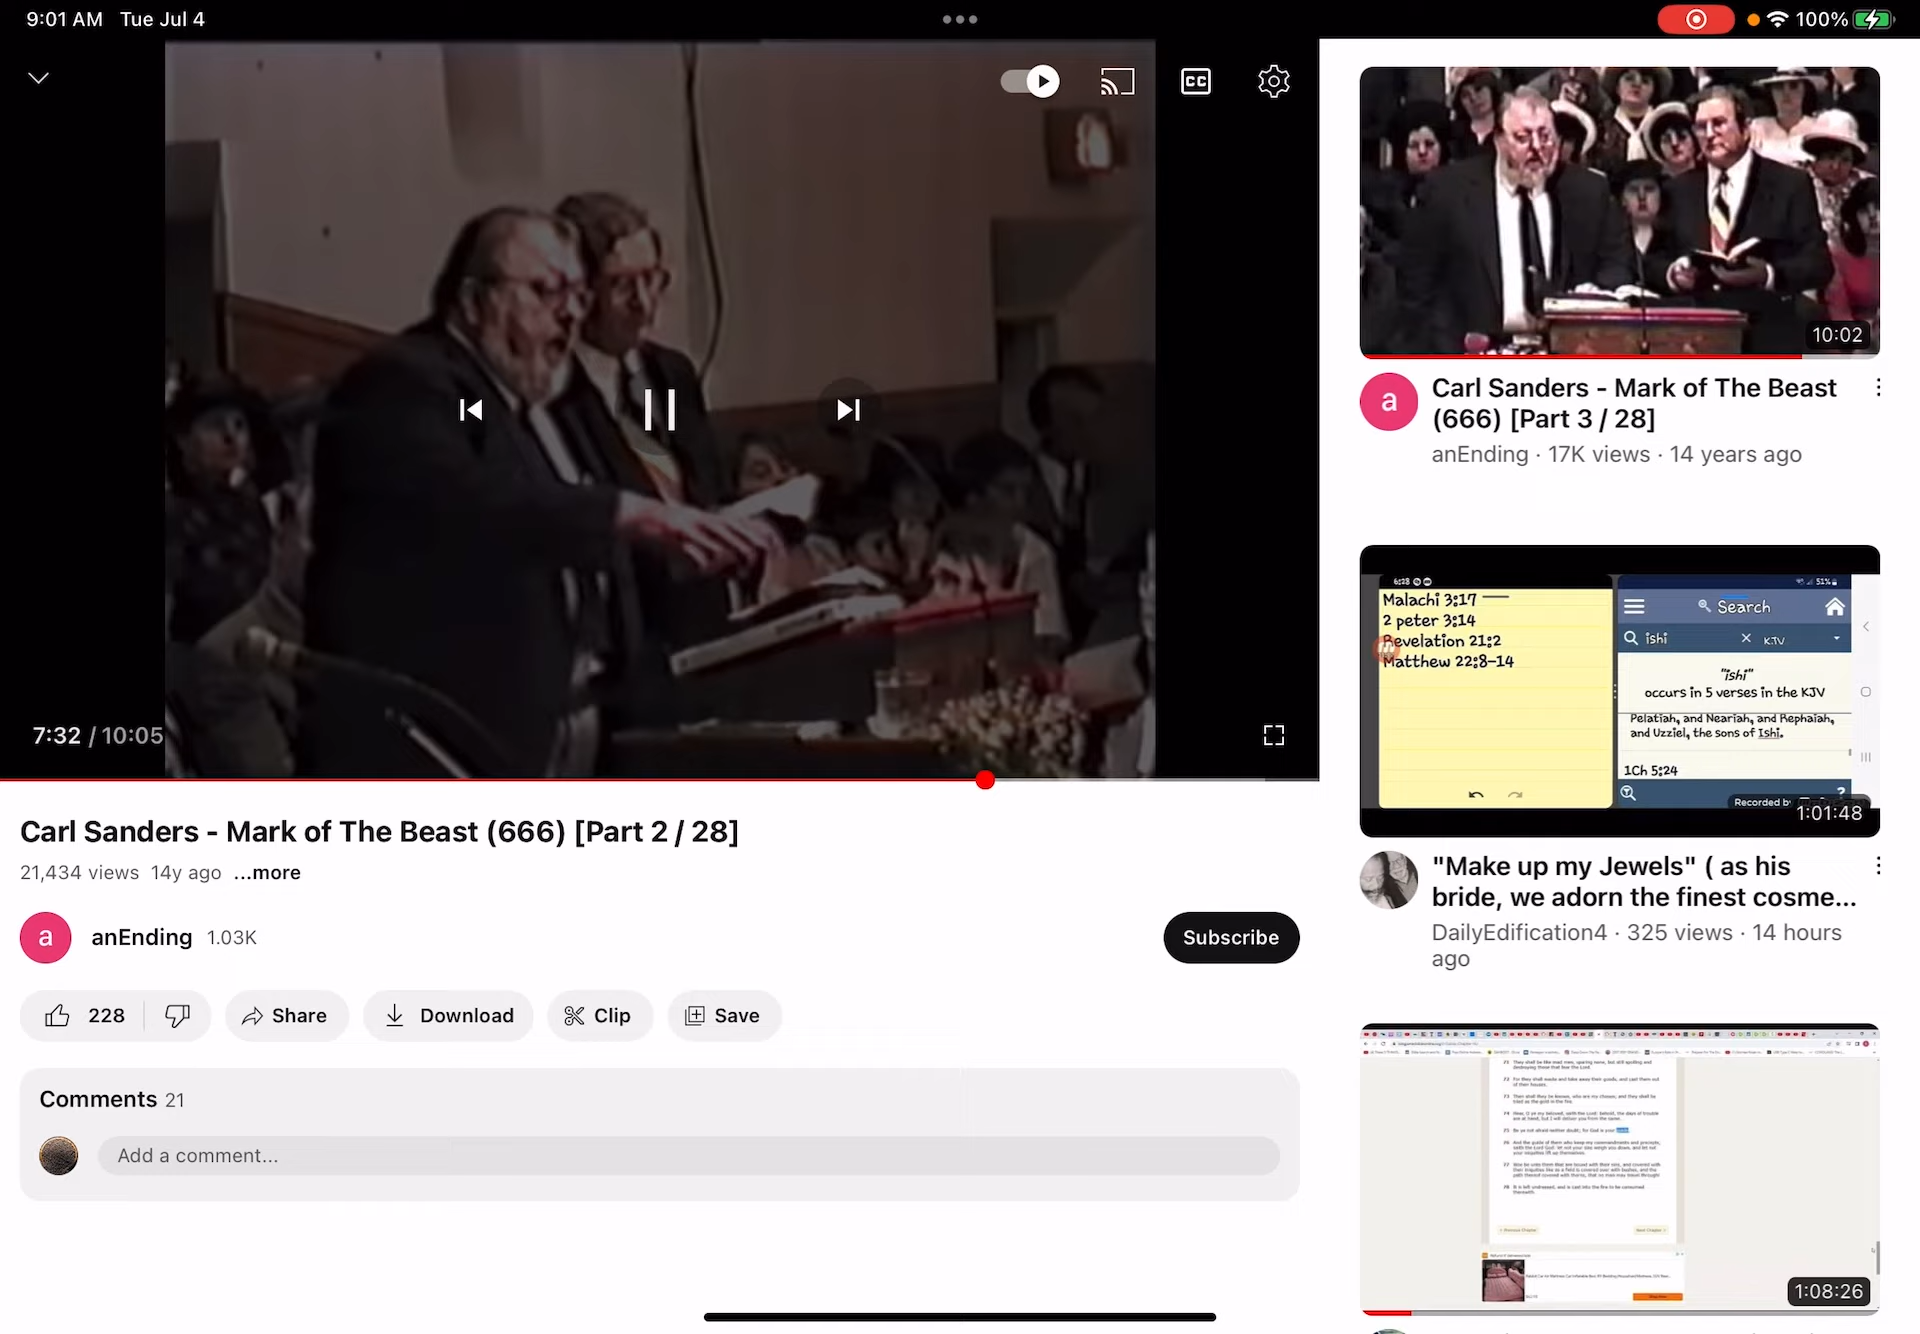 9:01 AM Tue Jul 4
100%
CC
7:32 / 10:05
Carl Sanders - Mark of The Beast (666) [Part 2 / 28]
21,434 views 14y ago ...more
a anEnding 1.03K
Subscribe
228
Share
Download
Clip
Save
Comments 21
Add a comment...
10:02
a
Carl Sanders - Mark of The Beast
(666) [Part 3 / 28]
anEnding · 17K views · 14 years ago
6:28
51%
Malachi 3:17
2 peter 3:14
Revelation 21:2
Matthew 22:8-14
Search
ishi
KJV
"ishi"
occurs in 5 verses in the KJV
Pelatiah, and Neariah, and Rephaiah,
and Uzziel, the sons of Ishi.
1Ch 5:24
?
Recorded by
1:01:48
"Make up my Jewels" ( as his
bride, we adorn the finest cosme...
DailyEdification4 · 325 views · 14 hours
ago
1:08:26